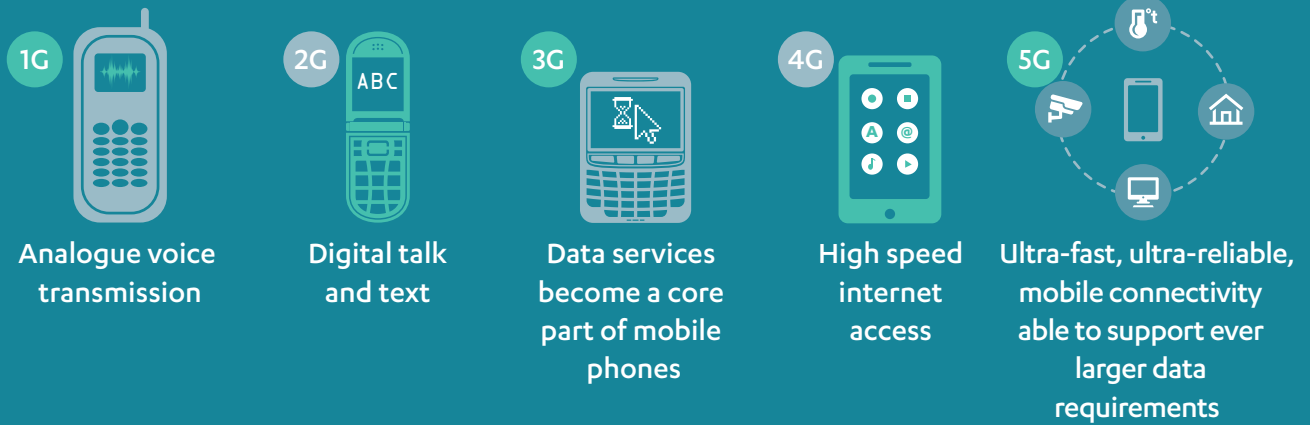 1G
Analogue voice
transmission
2G
ABC
Digital talk
and text
3G
Data services
become a core
part of mobile
phones
4G
A @
High speed
internet
access
5G
°t
Ultra-fast, ultra-reliable,
mobile connectivity
able to support ever
larger data
requirements